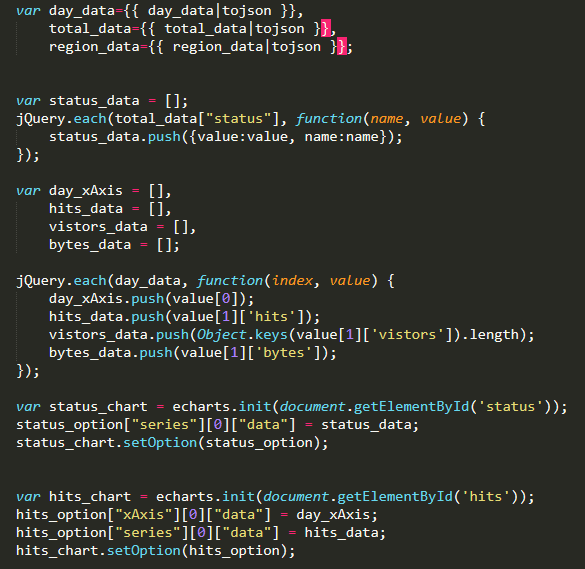 var day_data={{ day_data|tojson }},
    total_data={{ total_data|tojson }},
    region_data={{ region_data|tojson }};
var status_data = [];
jQuery.each(total_data["status"], function(name, value) {
    status_data.push({value:value, name:name});
});
var day_xAxis = [],
    hits_data = [],
    vistors_data = [],
    bytes_data = [];
jQuery.each(day_data, function(index, value) {
    day_xAxis.push(value[0]);
    hits_data.push(value[1]['hits']);
    vistors_data.push(Object.keys(value[1]['vistors']).length);
    bytes_data.push(value[1]['bytes']);
});
var status_chart = echarts.init(document.getElementById('status'));
status_option["series"][0]["data"] = status_data;
status_chart.setOption(status_option);
var hits_chart = echarts.init(document.getElementById('hits'));
hits_option["xAxis"][0]["data"] = day_xAxis;
hits_option["series"][0]["data"] = hits_data;
hits_chart.setOption(hits_option);